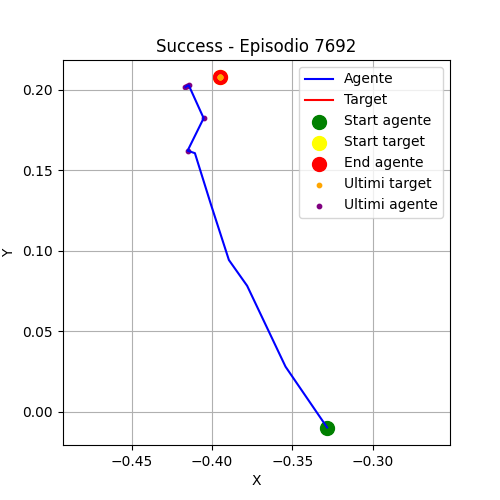 Success - Episodio 7692
Agente
Target
Start agente
Start target
End agente
Ultimi target
Ultimi agente
0.20
0.15
0.10
0.05
0.00
Y
−0.45
−0.40
−0.35
−0.30
X